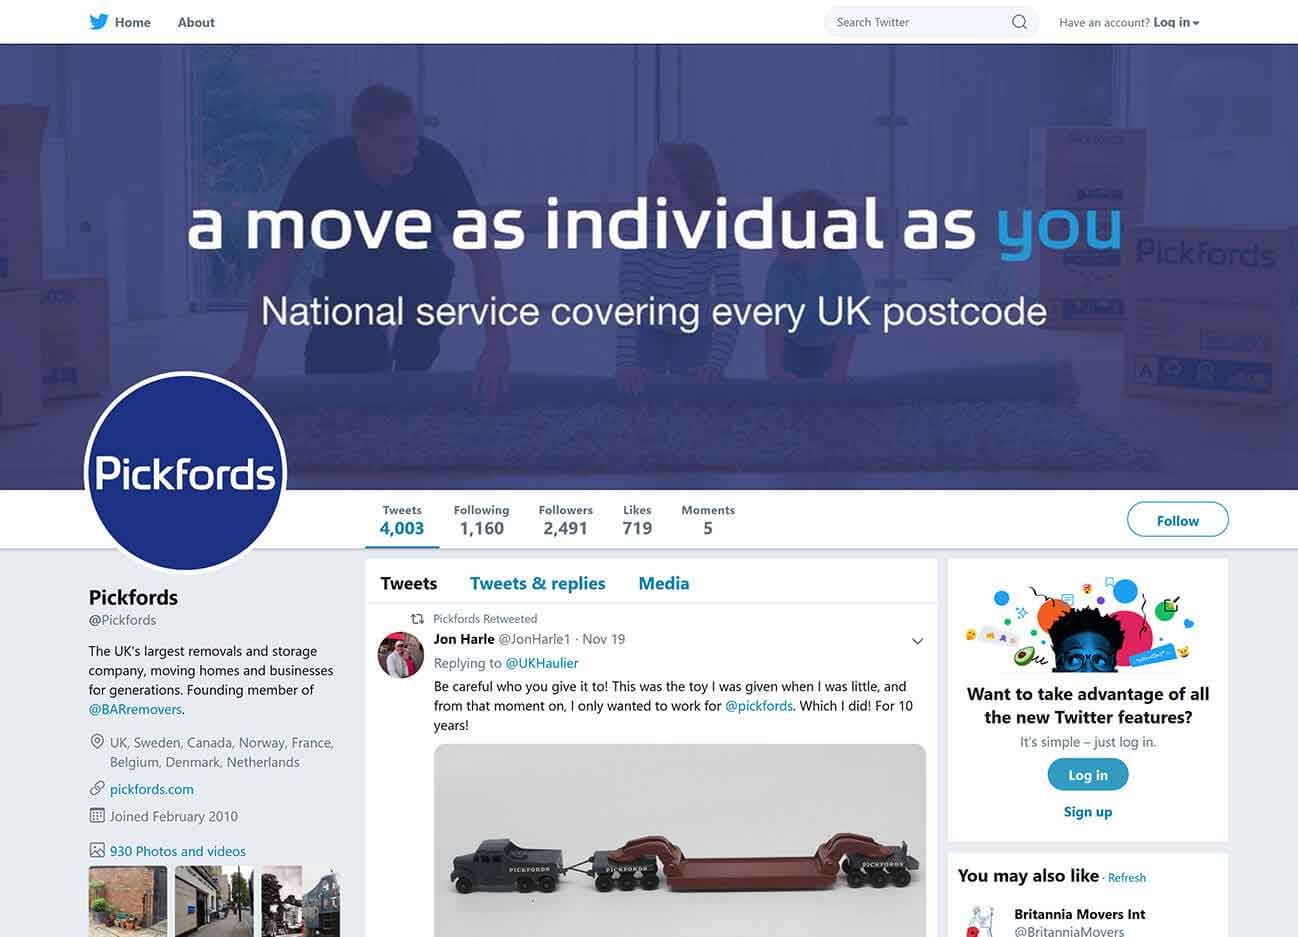 Home
About
Search Twitter
Have an account? Log in
a move as individual as you
National service covering every UK postcode
Pickfords
Pickfords
Pickfords
Tweets
4,003
Following
1,160
Followers
2,491
Likes
719
Moments
5
Follow
Pickfords
@Pickfords
The UK's largest removals and storage
company, moving homes and businesses
for generations. Founding member of
@BARremovers.
UK, Sweden, Canada, Norway, France,
Belgium, Denmark, Netherlands
pickfords.com
Joined February 2010
930 Photos and videos
Tweets
Tweets & replies
Media
Pickfords Retweeted
Jon Harle @JonHarle1 · Nov 19
Replying to @UKHaulier
Be careful who you give it to! This was the toy I was given when I was little, and
from that moment on, I only wanted to work for @pickfords. Which I did! For 10
years!
PICKFORDS
PICKFORDS
PICKFORDS
Want to take advantage of all
the new Twitter features?
It's simple – just log in.
Log in
Sign up
You may also like · Refresh
Britannia Movers Int
@BritanniaMovers